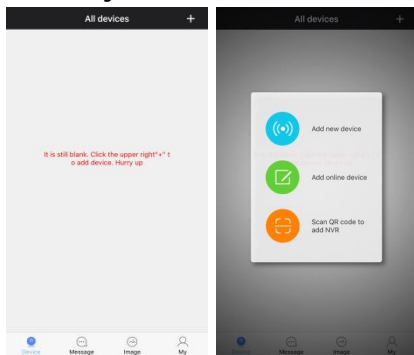 All devices +
It is still blank. Click the upper right"+" t
o add device. Hurry up
Device Message Image My
All devices +
Add new device
Add online device
Scan QR code to
add NVR
Message Image My